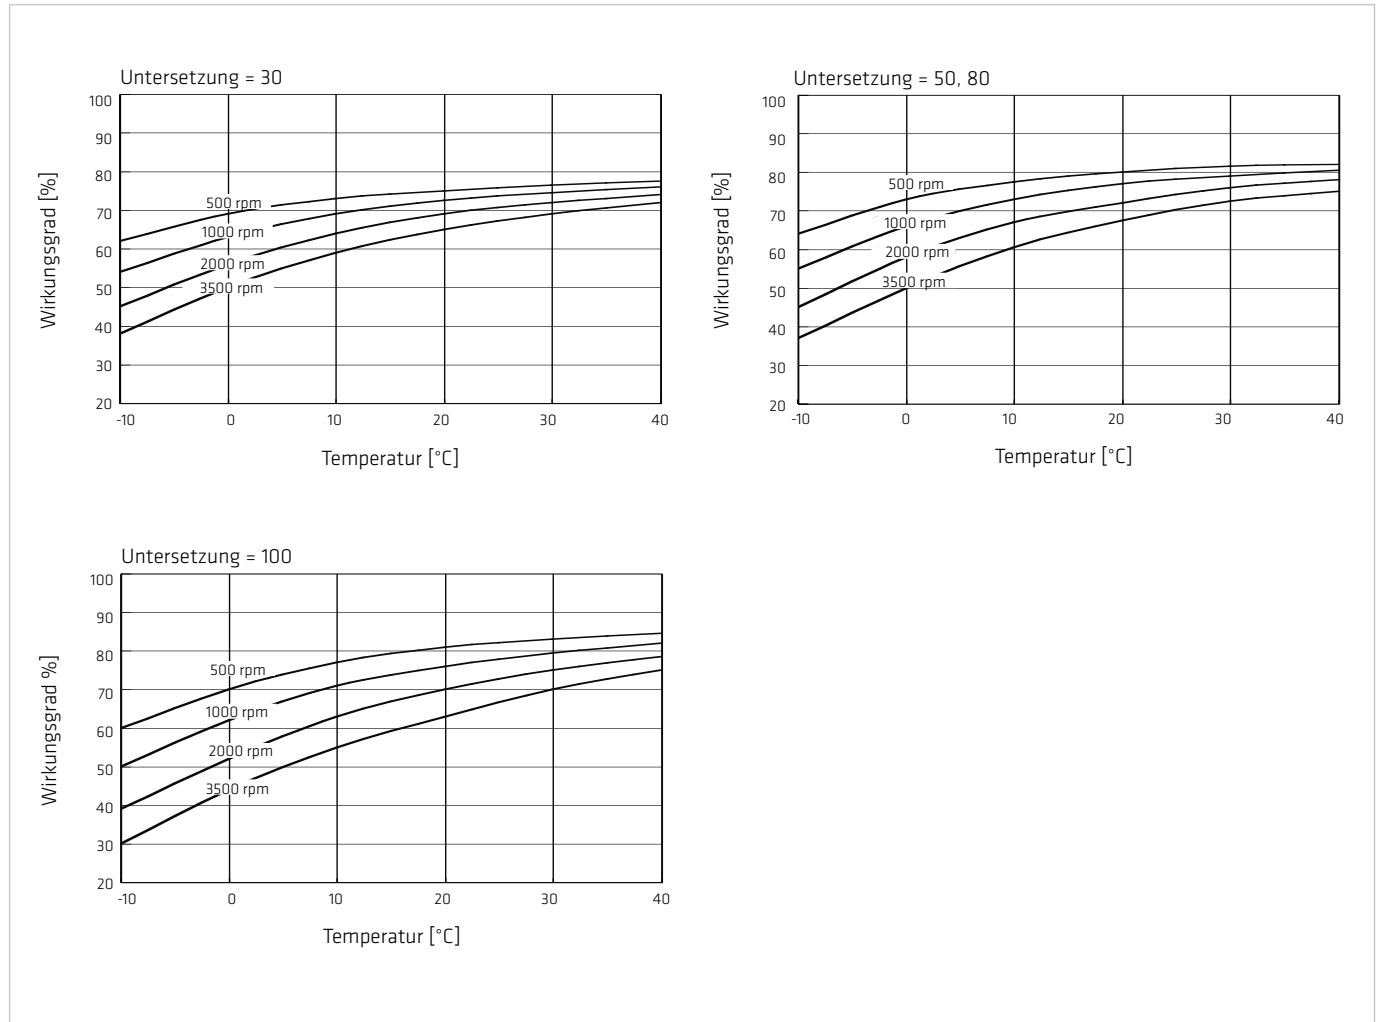 Untersetzung = 30
100
90
80
70
60
50
40
30
20
Wirkungsgrad [%]
500 rpm
1000 rpm
2000 rpm
3500 rpm
-10 0 10 20 30 40
Temperatur [°C]
Untersetzung = 50, 80
100
90
80
70
60
50
40
30
20
Wirkungsgrad [%]
500 rpm
1000 rpm
2000 rpm
3500 rpm
-10 0 10 20 30 40
Temperatur [°C]
Untersetzung = 100
100
90
80
70
60
50
40
30
20
Wirkungsgrad %]
500 rpm
1000 rpm
2000 rpm
3500 rpm
-10 0 10 20 30 40
Temperatur [°C]